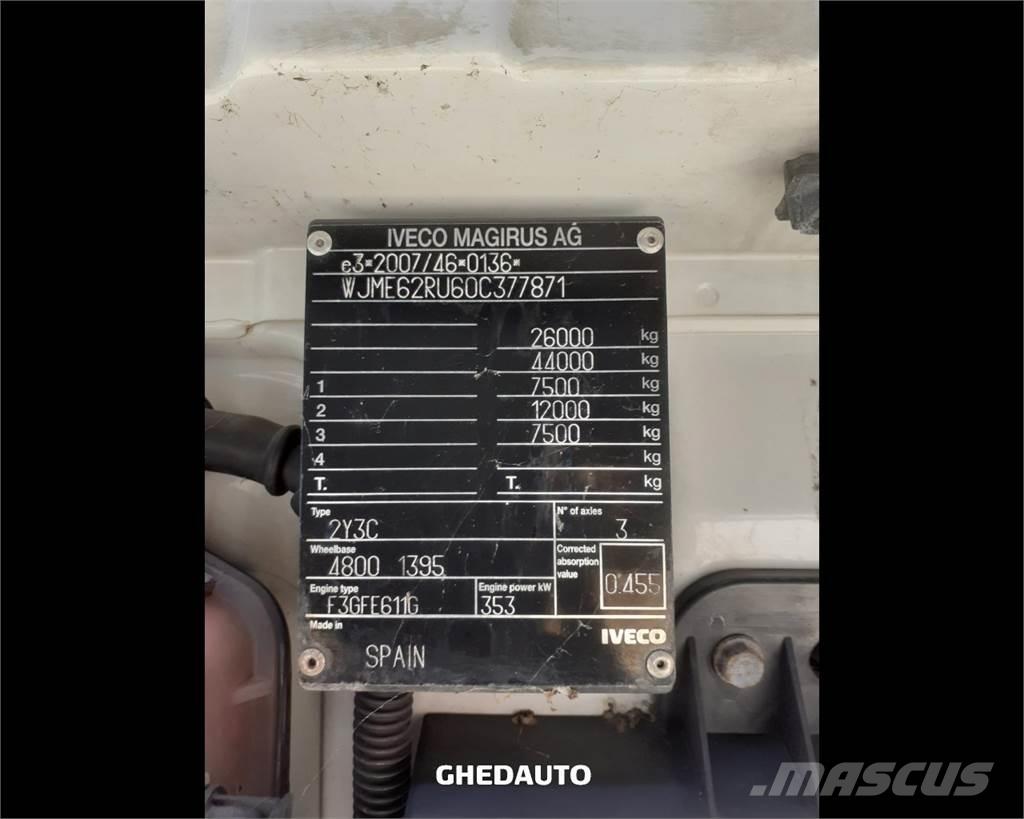 IVECO MAGIRUS AG
e3*2007/46*0136*
WJME62RU60C377871
26000 kg
44000 kg
1 7500 kg
2 12000 kg
3 7500 kg
4 kg
T. T. kg
Type N° of axles
2Y3C 3
Wheelbase Corrected absorption value
4800 1395 0.455
Engine type Engine power kW
F3GFE611G 353
Made in IVECO
SPAIN
GHEDAUTO
MASCUS